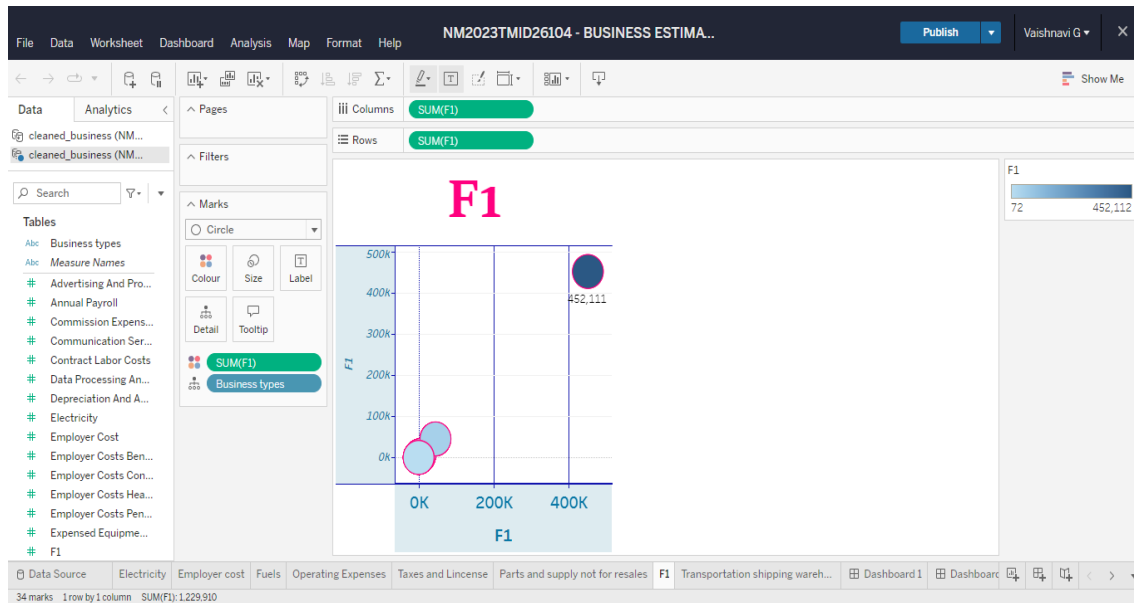 NM2023TMID26104 - BUSINESS ESTIMA...
Publish
Vaishnavi G
File Data Worksheet Dashboard Analysis Map Format Help
Show Me
Data Analytics
cleaned_business (NM...
cleaned_business (NM...
Search
Tables
Abc Business types
Abc Measure Names
# Advertising And Pro...
# Annual Payroll
# Commission Expens...
# Communication Ser...
# Contract Labor Costs
# Data Processing An...
# Depreciation And A...
# Electricity
# Employer Cost
# Employer Costs Ben...
# Employer Costs Con...
# Employer Costs Hea...
# Employer Costs Pen...
# Expensed Equipme...
# F1
Pages
Filters
Marks
Circle
Colour Size Label
Detail Tooltip
SUM(F1)
Business types
Columns SUM(F1)
Rows SUM(F1)
F1
500K
400K
300K
200K
100K
0K
F1
452,111
0K 200K 400K
F1
F1
72 452,112
Data Source Electricity Employer cost Fuels Operating Expenses Taxes and Lincense Parts and supply not for resales F1 Transportation shipping wareh... Dashboard 1 Dashboard
34 marks 1 row by 1 column SUM(F1): 1,229,910